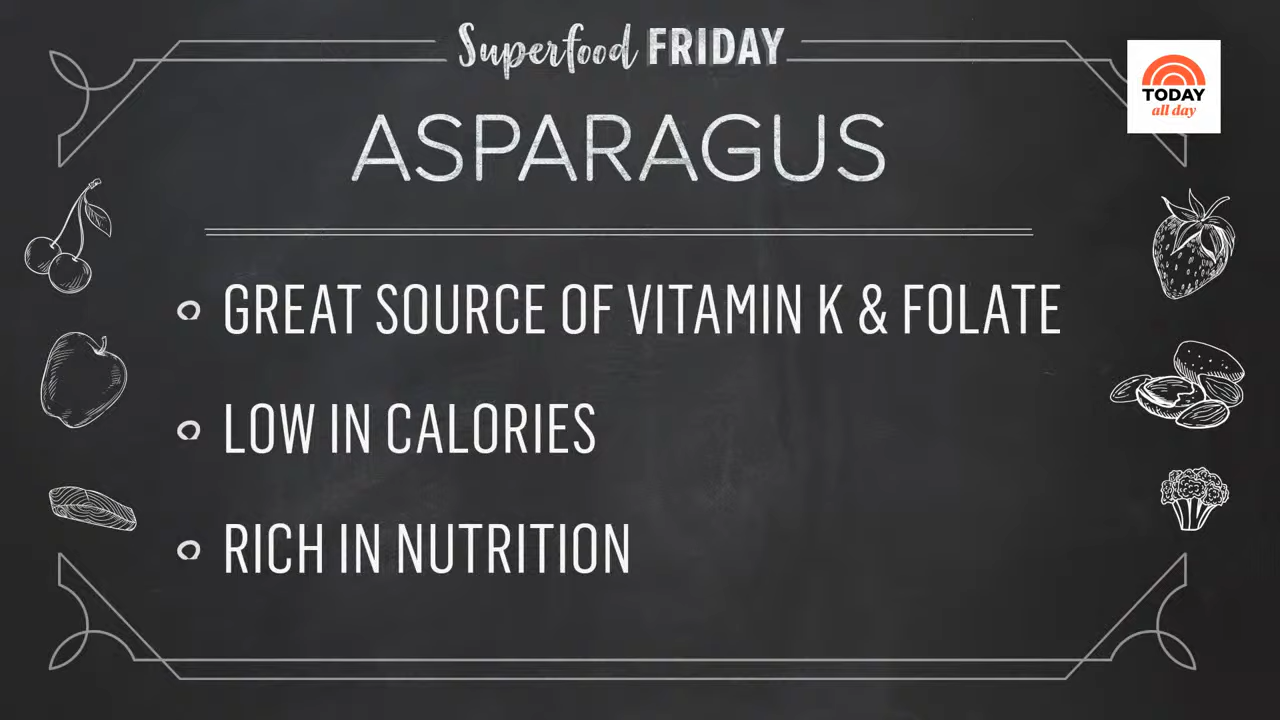 Superfood FRIDAY
TODAY
all day
ASPARAGUS
GREAT SOURCE OF VITAMIN K & FOLATE
LOW IN CALORIES
RICH IN NUTRITION